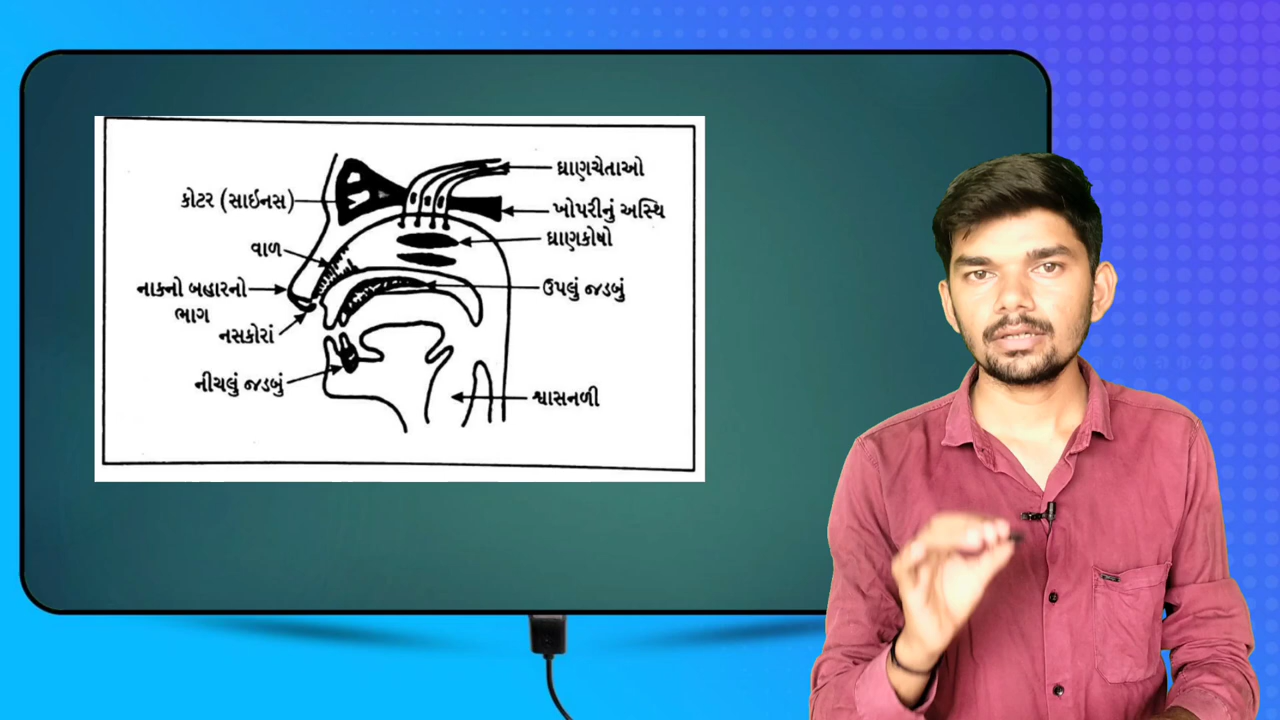 ઘ્રાણચેતાઓ
કોટર (સાઇનસ)
ખોપરીનું અસ્થિ
ઘ્રાણકોષો
વાળ
નાકનો બહારનો
ભાગ
ઉપલું જડબું
નસકોરાં
નીચલું જડબું
શ્વાસનળી